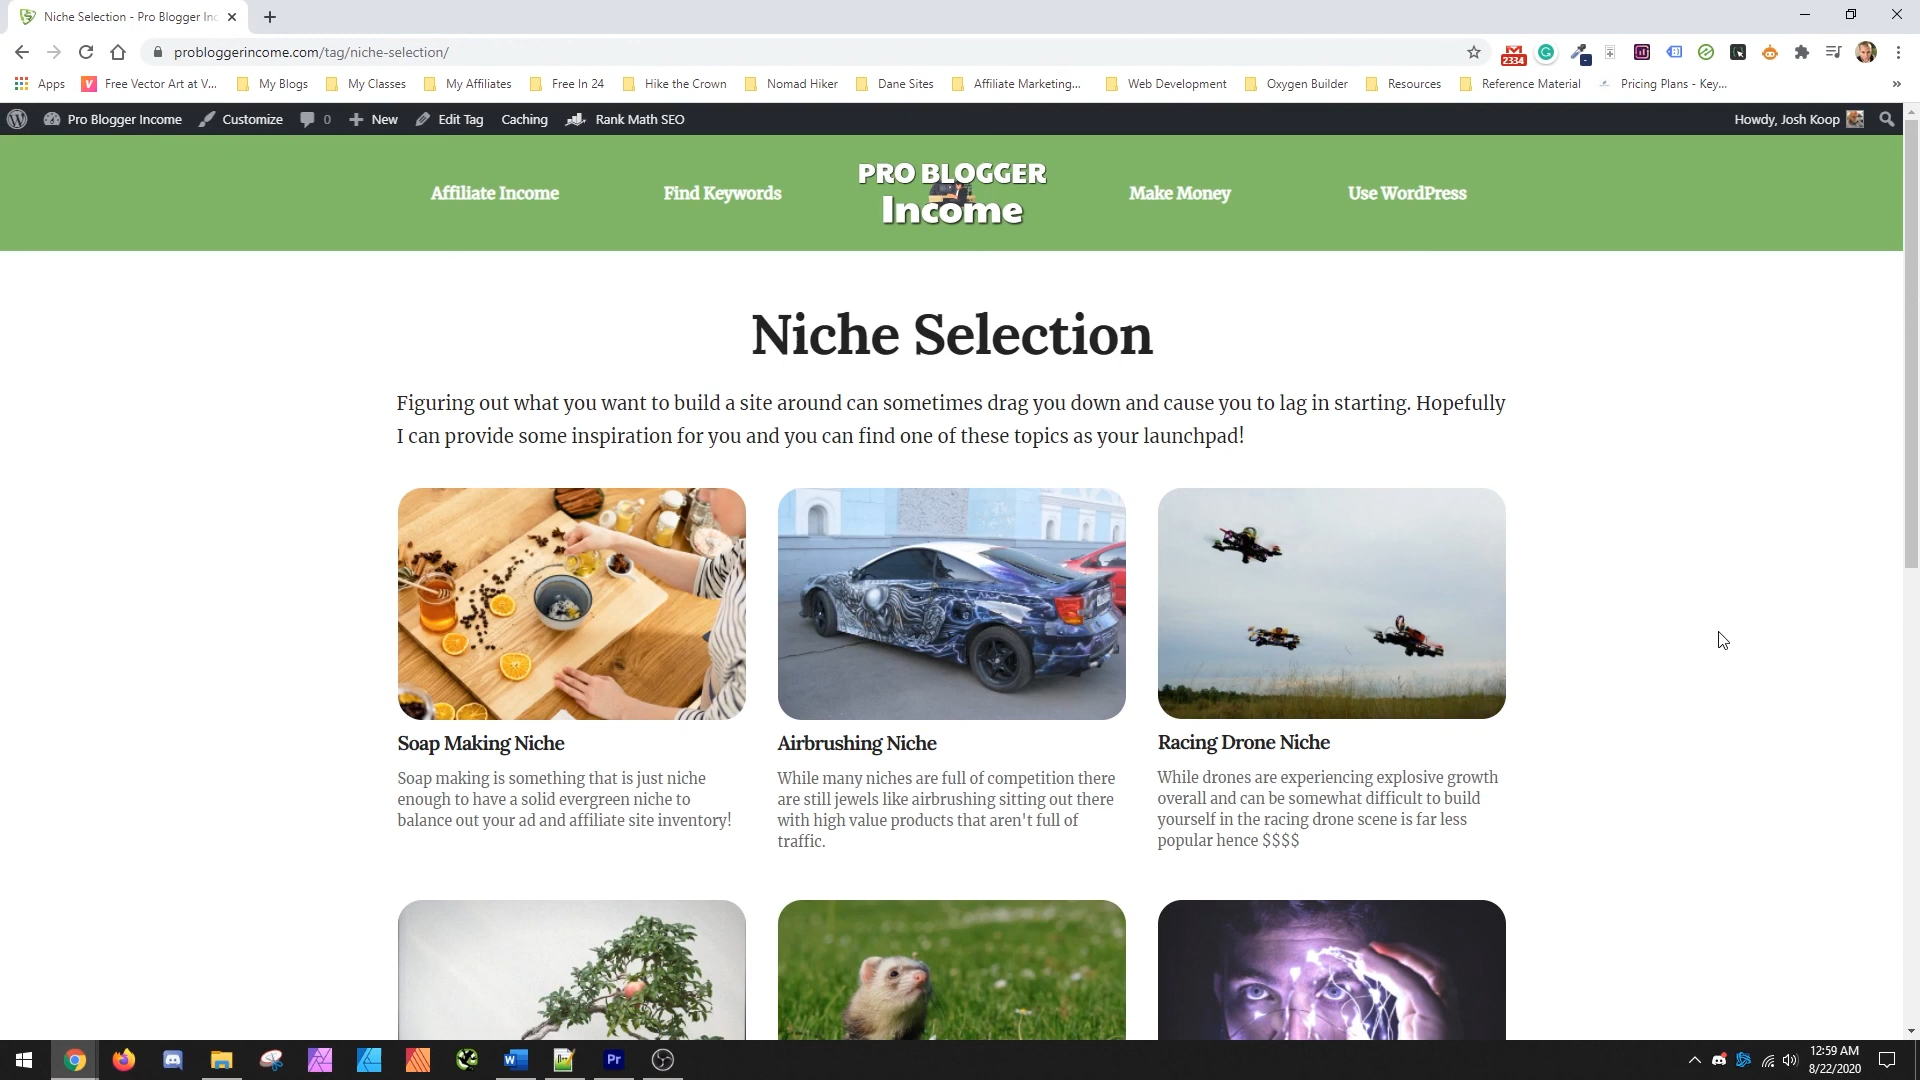 Niche Selection - Pro Blogger Inc
probloggerincome.com/tag/niche-selection/
2334
Apps
Free Vector Art at V...
My Blogs
My Classes
My Affiliates
Free In 24
Hike the Crown
Nomad Hiker
Dane Sites
Affiliate Marketing...
Web Development
Oxygen Builder
Resources
Reference Material
Pricing Plans - Key...
Pro Blogger Income
Customize
0
New
Edit Tag
Caching
Rank Math SEO
Howdy, Josh Koop
Affiliate Income
Find Keywords
PRO BLOGGER
Income
Make Money
Use WordPress
Niche Selection
Figuring out what you want to build a site around can sometimes drag you down and cause you to lag in starting. Hopefully
I can provide some inspiration for you and you can find one of these topics as your launchpad!
Soap Making Niche
Soap making is something that is just niche
enough to have a solid evergreen niche to
balance out your ad and affiliate site inventory!
Airbrushing Niche
While many niches are full of competition there
are still jewels like airbrushing sitting out there
with high value products that aren't full of
traffic.
Racing Drone Niche
While drones are experiencing explosive growth
overall and can be somewhat difficult to build
yourself in the racing drone scene is far less
popular hence $$$$
Pr
12:59 AM
8/22/2020